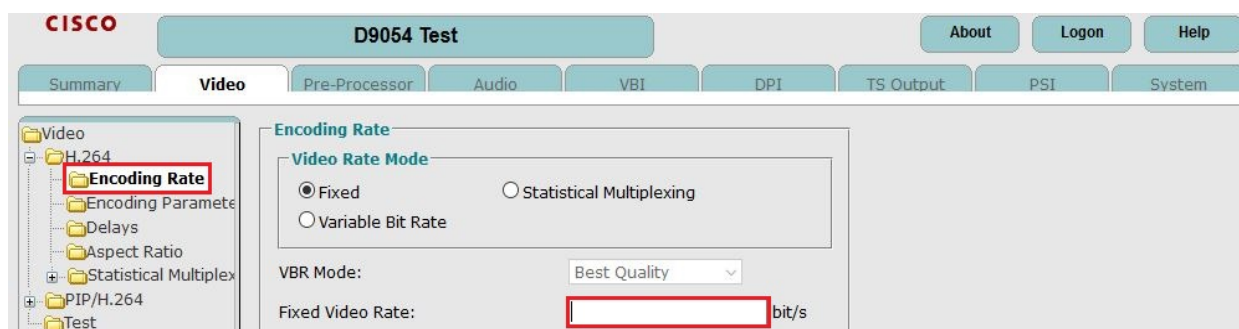 CISCO
D9054 Test
About Logon Help
Summary Video Pre-Processor Audio VBI DPI TS Output PSI System
Video
H.264
Encoding Rate
Encoding Paramete
Delays
Aspect Ratio
Statistical Multiplex
PIP/H.264
Test
Encoding Rate
Video Rate Mode
Fixed Statistical Multiplexing
Variable Bit Rate
VBR Mode: Best Quality
Fixed Video Rate: bit/s